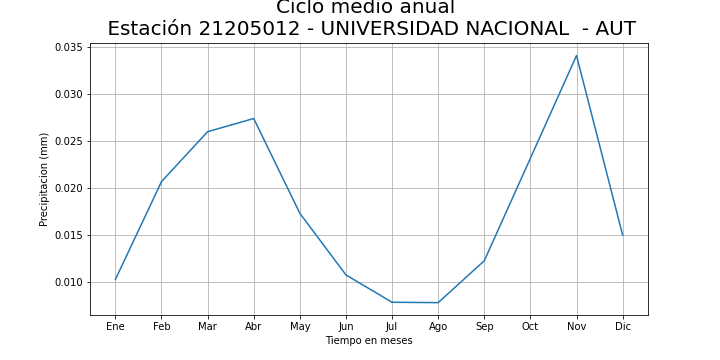 Ciclo medio anual
Estación 21205012 - UNIVERSIDAD NACIONAL  - AUT
0.035
0.030
0.025
0.020
0.015
0.010
Precipitacion (mm)
Ene Feb Mar Abr May Jun Jul Ago Sep Oct Nov Dic
Tiempo en meses